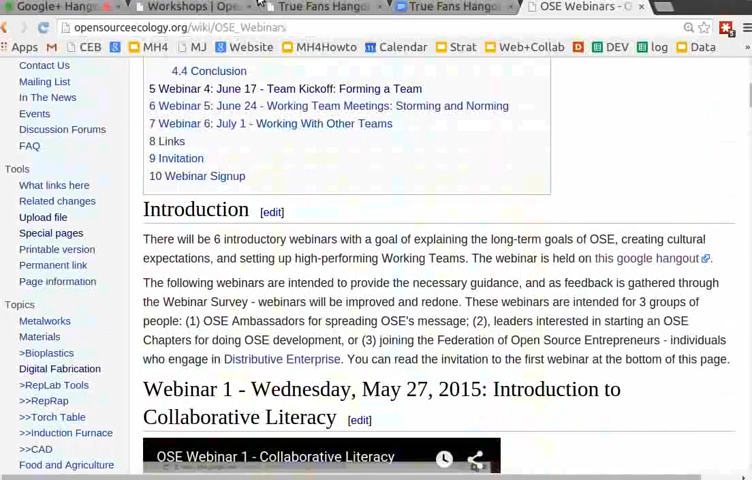 Google+ Hang
Workshops | Ope
True Fans Hango
True Fans Hango
OSE Webinars - O
opensourceecology.org/wiki/OSE_Webinars
Apps M CEB MH4 MJ Website MH4Howto Calendar Strat Web+Collab DEV log Data
Contact Us
Mailing List
In The News
Events
Discussion Forums
FAQ
Tools
What links here
Related changes
Upload file
Special pages
Printable version
Permanent link
Page information
Topics
Metalworks
Materials
>Bioplastics
Digital Fabrication
>RepLab Tools
>>RepRap
>>Torch Table
>>Induction Furnace
>>CAD
Food and Agriculture
4.4 Conclusion
5 Webinar 4: June 17 - Team Kickoff: Forming a Team
6 Webinar 5: June 24 - Working Team Meetings: Storming and Norming
7 Webinar 6: July 1 - Working With Other Teams
8 Links
9 Invitation
10 Webinar Signup
Introduction [edit]
There will be 6 introductory webinars with a goal of explaining the long-term goals of OSE, creating cultural
expectations, and setting up high-performing Working Teams. The webinar is held on this google hangout.
The following webinars are intended to provide the necessary guidance, and as feedback is gathered through
the Webinar Survey - webinars will be improved and redone. These webinars are intended for 3 groups of
people: (1) OSE Ambassadors for spreading OSE's message; (2), leaders interested in starting an OSE
Chapters for doing OSE development, or (3) joining the Federation of Open Source Entrepreneurs - individuals
who engage in Distributive Enterprise. You can read the invitation to the first webinar at the bottom of this page.
Webinar 1 - Wednesday, May 27, 2015: Introduction to
Collaborative Literacy [edit]
OSE Webinar 1 - Collaborative Literacy